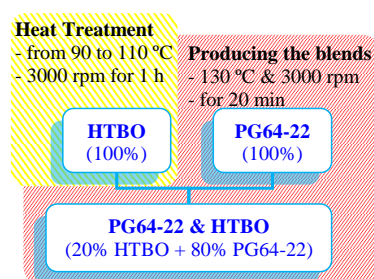 Heat Treatment
- from 90 to 110 ºC
- 3000 rpm for 1 h
Producing the blends
- 130 ºC & 3000 rpm
- for 20 min
HTBO
(100%)
PG64-22
(100%)
PG64-22 & HTBO
(20% HTBO + 80% PG64-22)